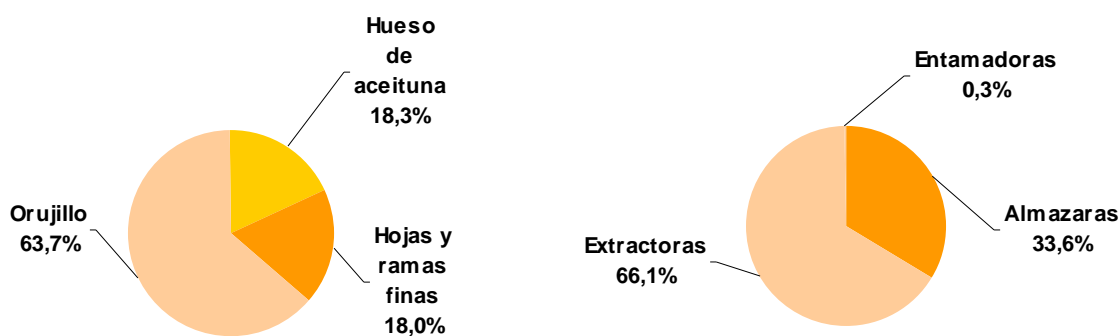 Hueso
de
aceituna
18,3%
Orujillo
63,7%
Hojas y
ramas
finas
18,0%
Entamadoras
0,3%
Almazaras
33,6%
Extractoras
66,1%